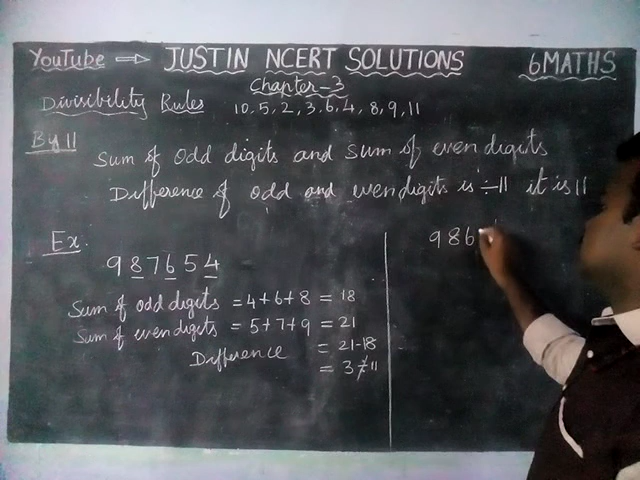 YouTube ⇒ JUSTIN NCERT SOLUTIONS 6 MATHS
Chapter-3
Divisibility Rules 10, 5, 2, 3, 6, 4, 8, 9, 11
By 11
Sum of odd digits and sum of even digits
Difference of odd and even digits is ÷11 it is 11
Ex:
987654
Sum of odd digits = 4+6+8 = 18
Sum of even digits = 5+7+9 = 21
Difference = 21-18
= 3 ÷ 11
986